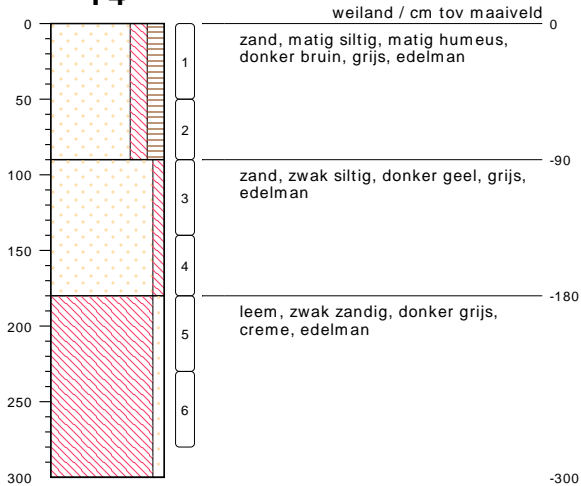 weiland / cm tov maaiveld
0
0
zand, matig siltig, matig humeus,
donker bruin, grijs, edelman
1
50
2
-90
100
zand, zwak siltig, donker geel, grijs,
edelman
3
150
4
-180
200
leem, zwak zandig, donker grijs,
creme, edelman
5
250
6
300
-300